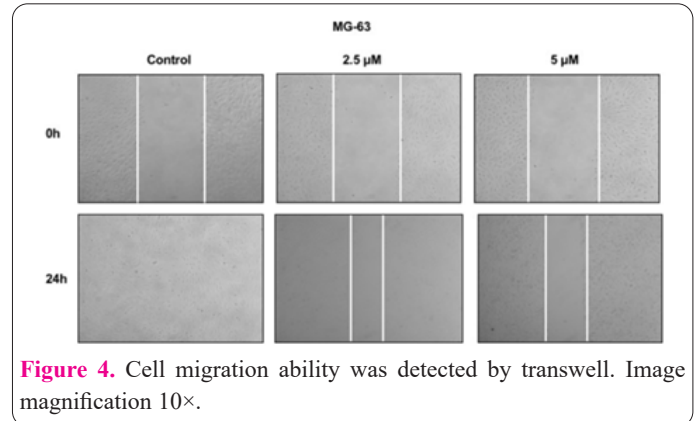 MG-63
Control 2.5 µM 5 µM
0h
24h
Figure 4. Cell migration ability was detected by transwell. Image
magnification 10×.